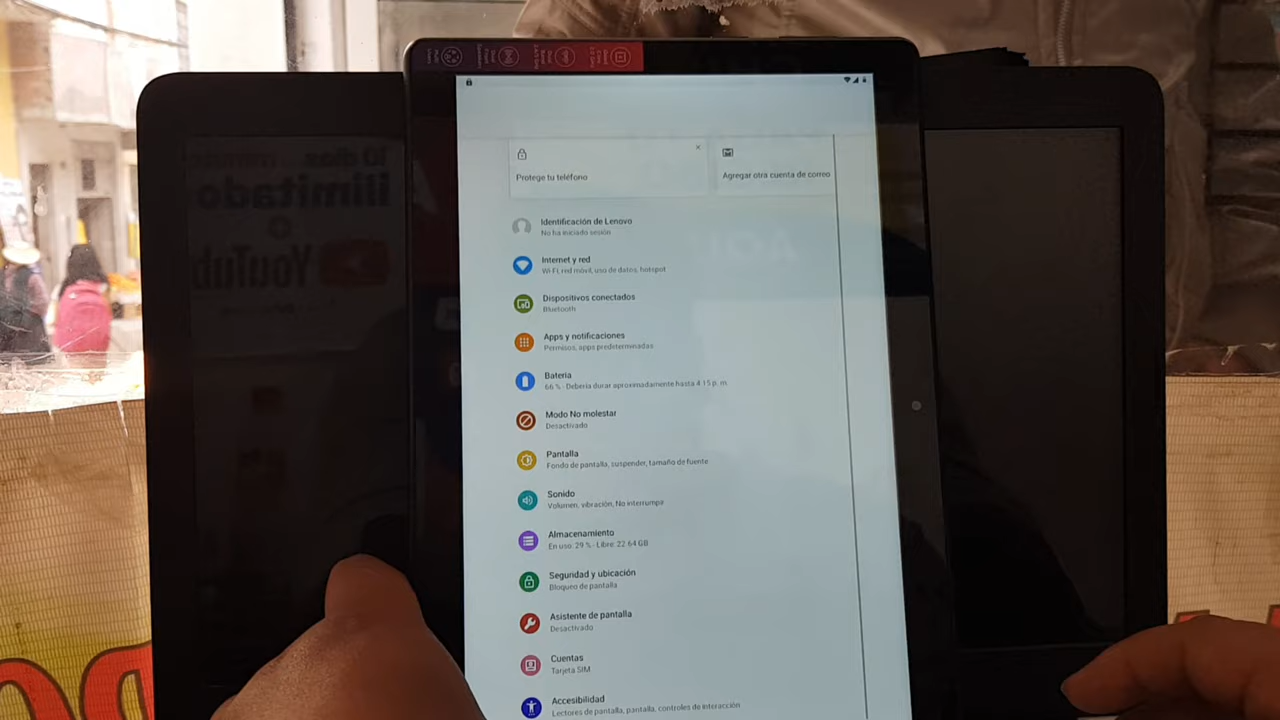 Protege tu teléfono
Agregar otra cuenta de correo
Identificación de Lenovo
No ha iniciado sesión
Internet y red
Wi-Fi, red móvil, uso de datos, hotspot
Dispositivos conectados
Bluetooth
Apps y notificaciones
Permisos, apps predeterminadas
Batería
66 % - Debería durar aproximadamente hasta 4:15 p. m.
Modo No molestar
Desactivado
Pantalla
Fondo de pantalla, suspender, tamaño de fuente
Sonido
Volumen, vibración, No interrumpir
Almacenamiento
En uso: 29 % - Libre: 22.64 GB
Seguridad y ubicación
Bloqueo de pantalla
Asistente de pantalla
Desactivado
Cuentas
Tarjeta SIM
Accesibilidad
Lectores de pantalla, pantalla, controles de interacción
10 días
ilimitado
YouTube